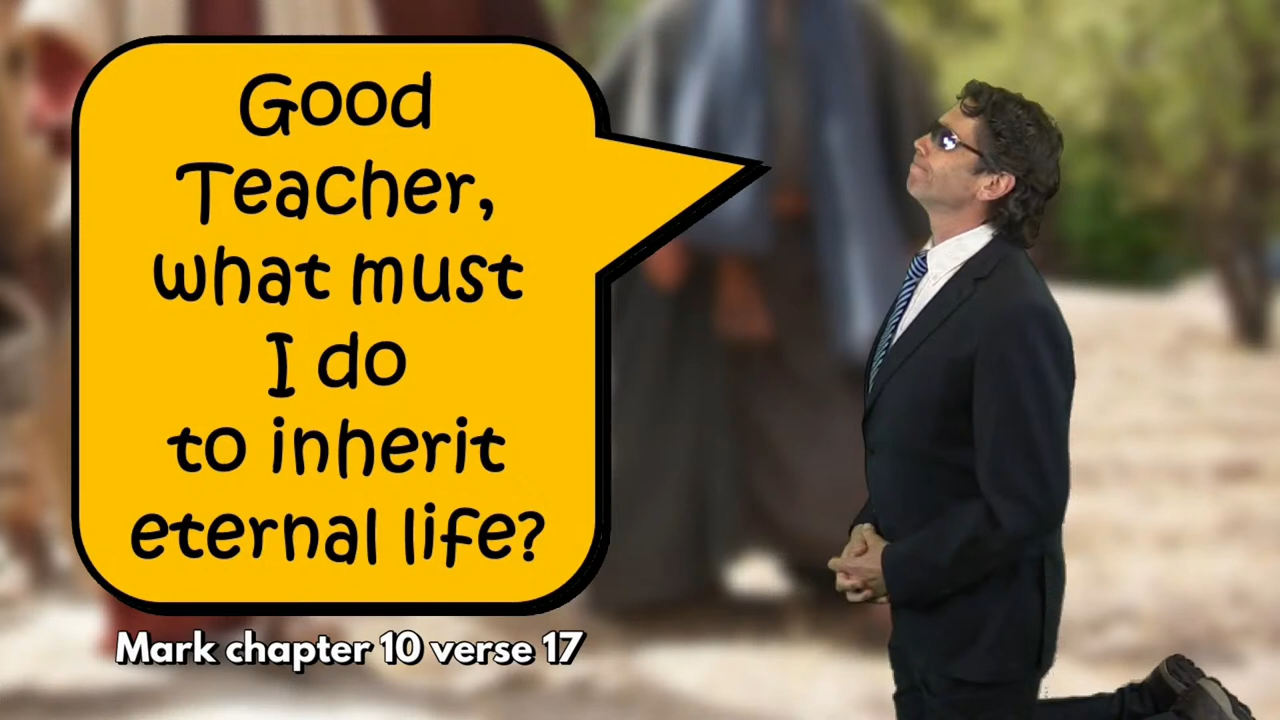 Good
Teacher,
what must
I do
to inherit
eternal life?
Mark chapter 10 verse 17